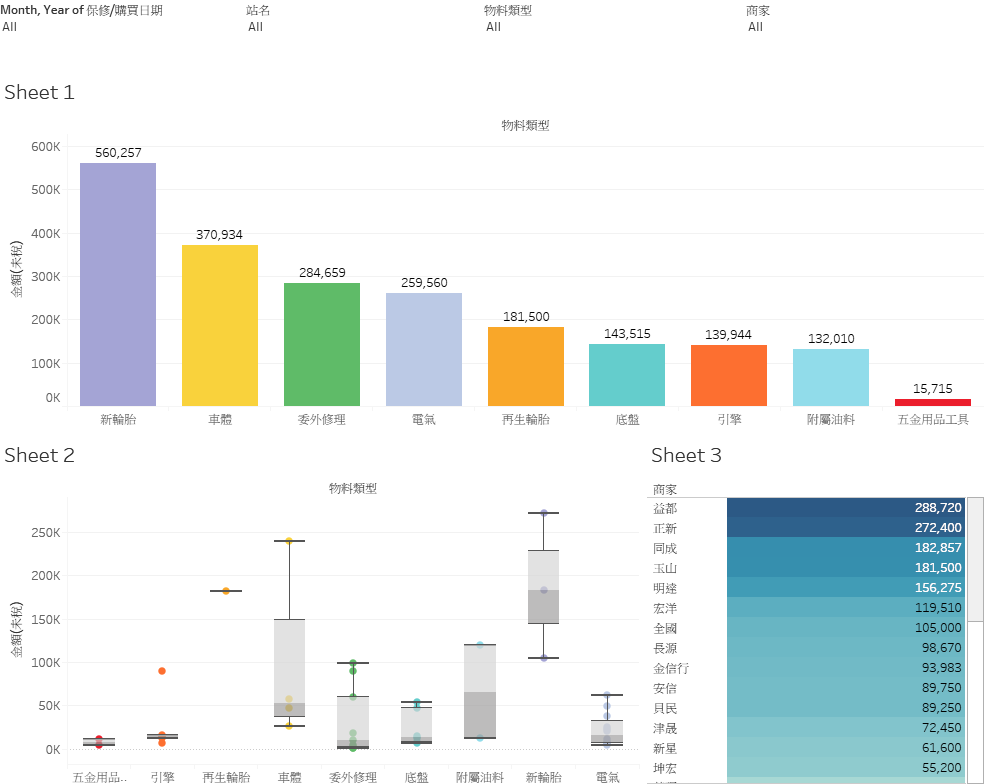 Month, Year of 保修/購買日期 站名 物料類型 商家
All All All All
Sheet 1
物料類型
金額(未稅)
600K
500K
400K
300K
200K
100K
0K
560,257
370,934
284,659
259,560
181,500
143,515
139,944
132,010
15,715
新輪胎 車體 委外修理 電氣 再生輪胎 底盤 引擎 附屬油料 五金用品工具
Sheet 2
物料類型
金額(未稅)
250K
200K
150K
100K
50K
0K
五金用品.. 引擎 再生輪胎 車體 委外修理 底盤 附屬油料 新輪胎 電氣
Sheet 3
商家
益都 288,720
正新 272,400
同成 182,857
玉山 181,500
明達 156,275
宏洋 119,510
全國 105,000
長源 98,670
金信行 93,983
安信 89,750
貝民 89,250
津晟 72,450
新星 61,600
坤宏 55,200